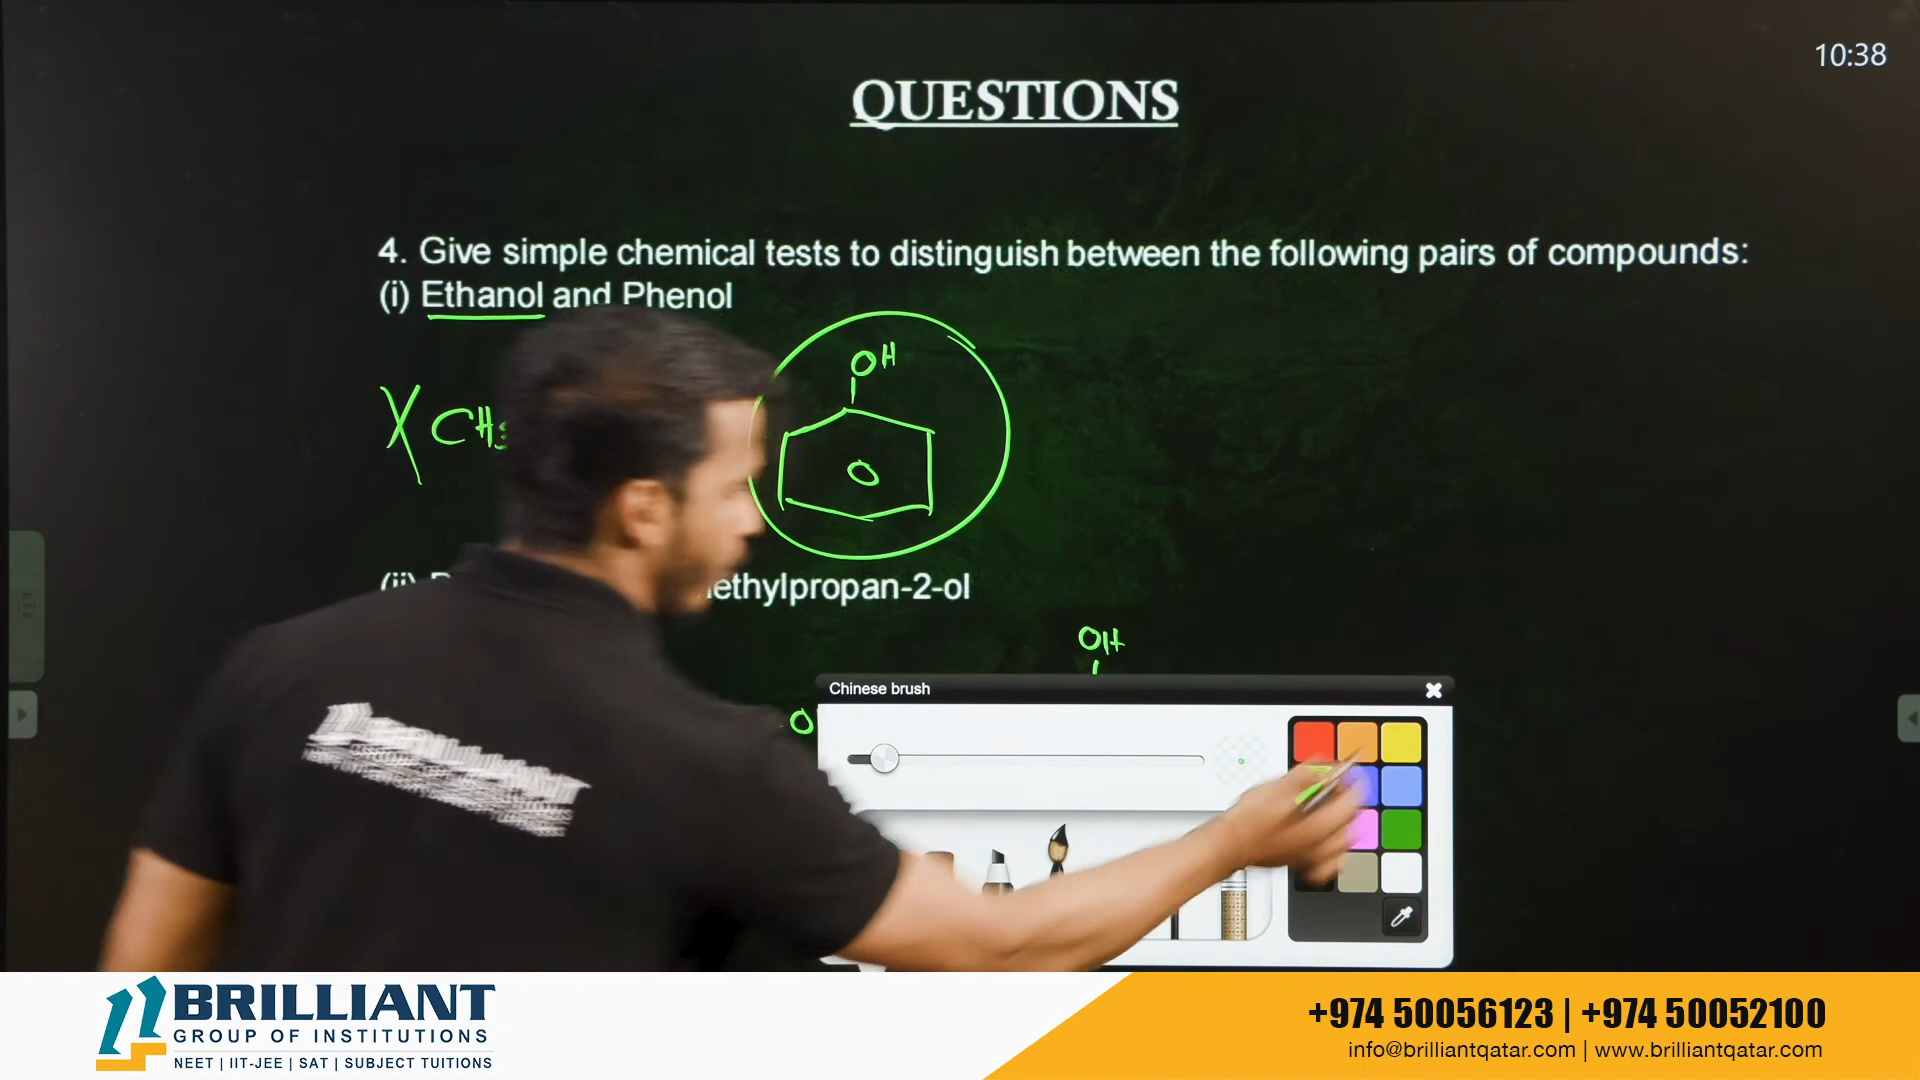 10:38
QUESTIONS
4. Give simple chemical tests to distinguish between the following pairs of compounds:
(i) Ethanol and Phenol
OH
X CH3
O
(ii) ethylpropan-2-ol
OH
O
Chinese brush
BRILLIANT
GROUP OF INSTITUTIONS
NEET | IIT-JEE | SAT | SUBJECT TUITIONS
+974 50056123 | +974 50052100
info@brilliantqatar.com | www.brilliantqatar.com